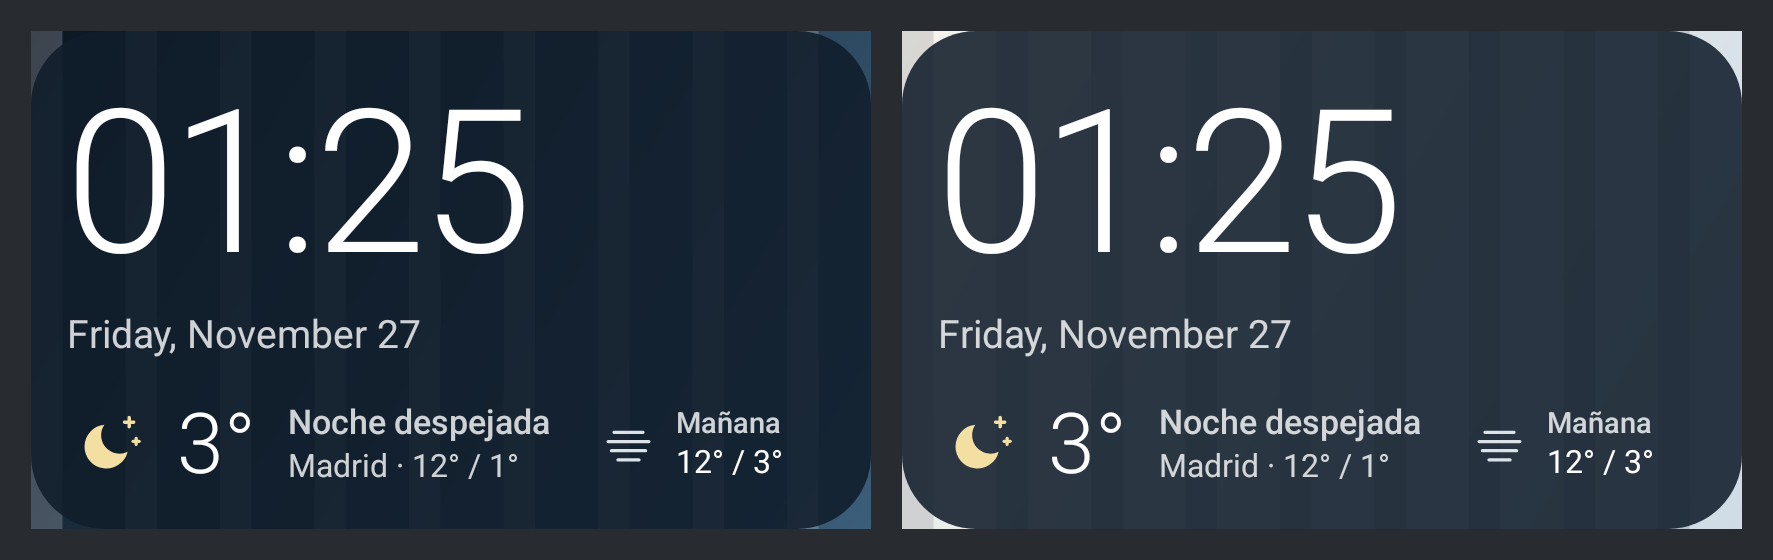 01:25
Friday, November 27
3°
Noche despejada
Madrid · 12° / 1°
Mañana
12° / 3°
01:25
Friday, November 27
3°
Noche despejada
Madrid · 12° / 1°
Mañana
12° / 3°